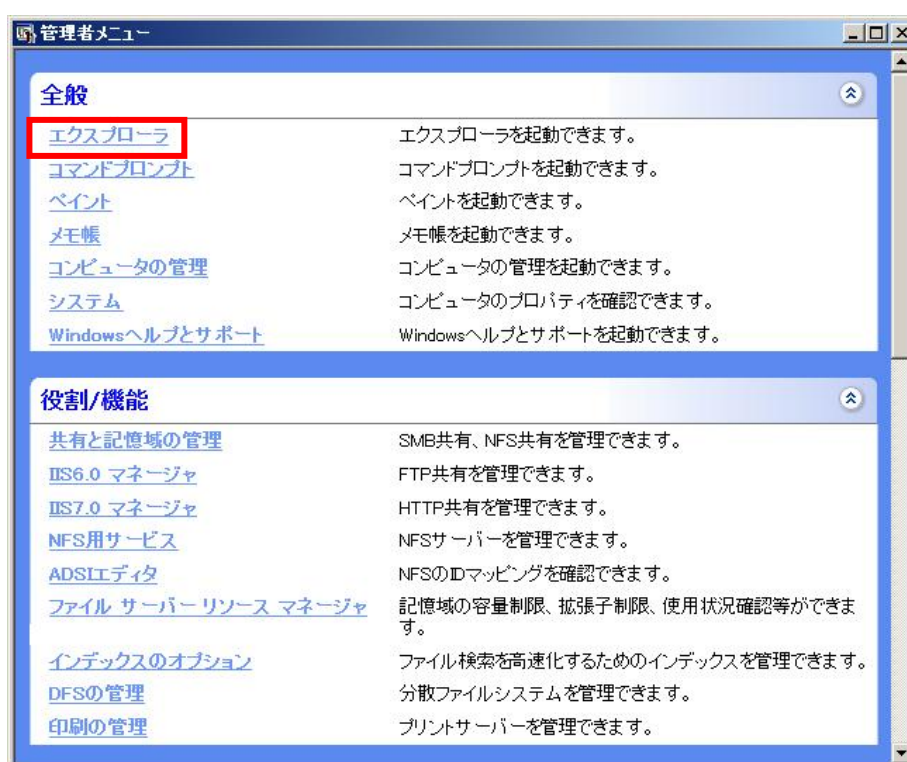 管理者メニュー
全般
エクスプローラ エクスプローラを起動できます。
コマンドプロンプト コマンドプロンプトを起動できます。
ペイント ペイントを起動できます。
メモ帳 メモ帳を起動できます。
コンピュータの管理 コンピュータの管理を起動できます。
システム コンピュータのプロパティを確認できます。
Windowsヘルプとサポート Windowsヘルプとサポートを起動できます。
役割/機能
共有と記憶域の管理 SMB共有、NFS共有を管理できます。
IIS6.0 マネージャ FTP共有を管理できます。
IIS7.0 マネージャ HTTP共有を管理できます。
NFS用サービス NFSサーバーを管理できます。
ADSIエディタ NFSのIDマッピングを確認できます。
ファイル サーバー リソース マネージャ 記憶域の容量制限、拡張子制限、使用状況確認等ができま
す。
インデックスのオプション ファイル検索を高速化するためのインデックスを管理できます。
DFSの管理 分散ファイルシステムを管理できます。
印刷の管理 プリントサーバーを管理できます。